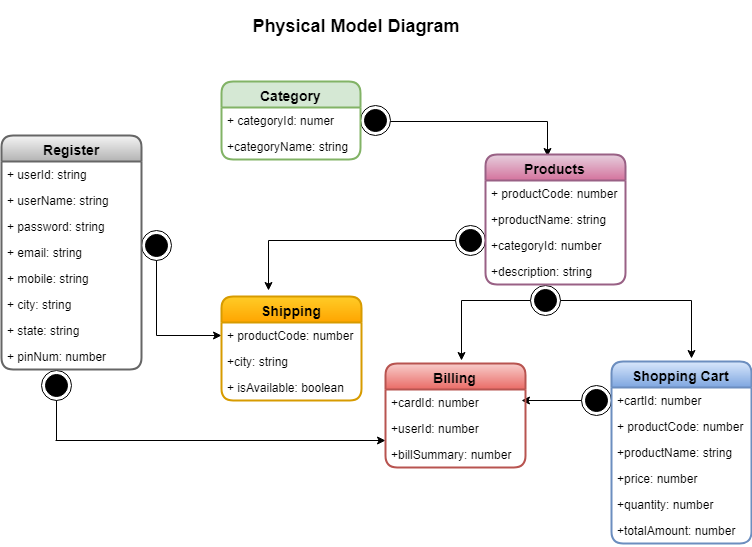 Physical Model Diagram
Category
+ categoryId: numer
+categoryName: string
Register
+ userId: string
+ userName: string
+ password: string
+ email: string
+ mobile: string
+ city: string
+ state: string
+ pinNum: number
Products
+ productCode: number
+productName: string
+categoryId: number
+description: string
Shipping
+ productCode: number
+city: string
+ isAvailable: boolean
Billing
+cardId: number
+userId: number
+billSummary: number
Shopping Cart
+cartId: number
+ productCode: number
+productName: string
+price: number
+quantity: number
+totalAmount: number